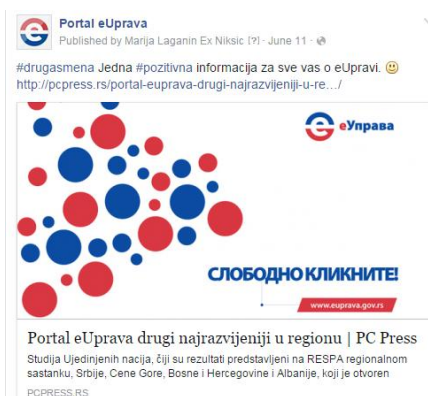 Portal eUprava
Published by Marija Laganin Ex Niksic [?] · June 11 ·
#drugasmena Jedna #pozitivna informacija za sve vas o eUpravi.
http://pcpress.rs/portal-euprava-drugi-najrazvijeniji-u-re…/
еУправа
СЛОБОДНО КЛИКНИТЕ!
www.euprava.gov.rs
Portal eUprava drugi najrazvijeniji u regionu | PC Press
Studija Ujedinjenih nacija, čiji su rezultati predstavljeni na RESPA regionalnom
sastanku, Srbije, Cene Gore, Bosne i Hercegovine i Albanije, koji je otvoren
PCPRESS.RS